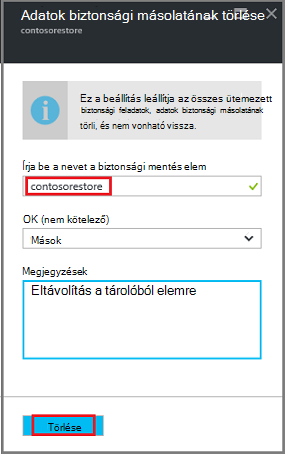 Adatok biztonsági másolatának törlése
contosorestore
Ez a beállítás leállítja az összes ütemezett
biztonsági feladatok, adatok biztonsági másolatának
törli, és nem vonható vissza.
Írja be a nevet a biztonsági mentés elem
contosorestore
OK (nem kötelező)
Mások
Megjegyzések
Eltávolítás a tárolóból elemre
Törlése